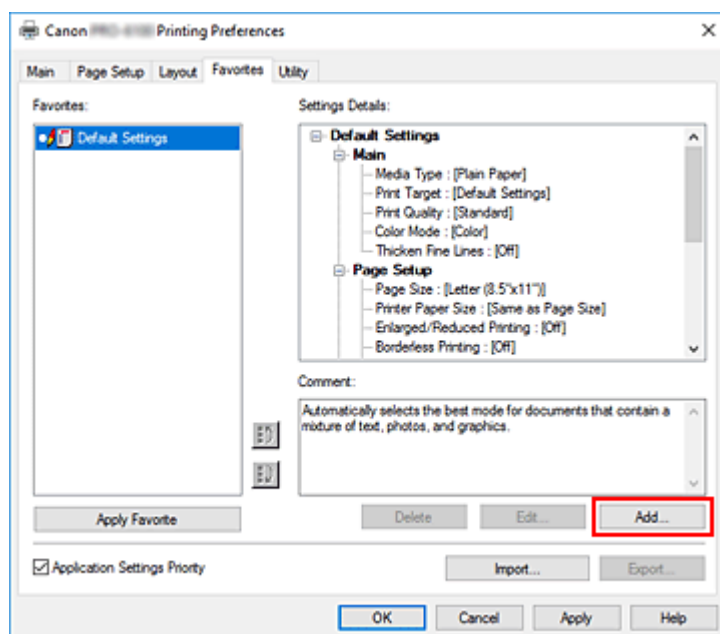 Canon Printing Preferences
Main Page Setup Layout Favorites Utility
Favorites:
Default Settings
Settings Details:
Default Settings
Main
Media Type : [Plain Paper]
Print Target : [Default Settings]
Print Quality : [Standard]
Color Mode : [Color]
Thicken Fine Lines : [Off]
Page Setup
Page Size : [Letter (8.5"x11")]
Printer Paper Size : [Same as Page Size]
Enlarged/Reduced Printing : [Off]
Borderless Printing : [Off]
Comment:
Automatically selects the best mode for documents that contain a
mixture of text, photos, and graphics.
Apply Favorite
Delete Edit... Add...
Application Settings Priority
Import... Export...
OK Cancel Apply Help